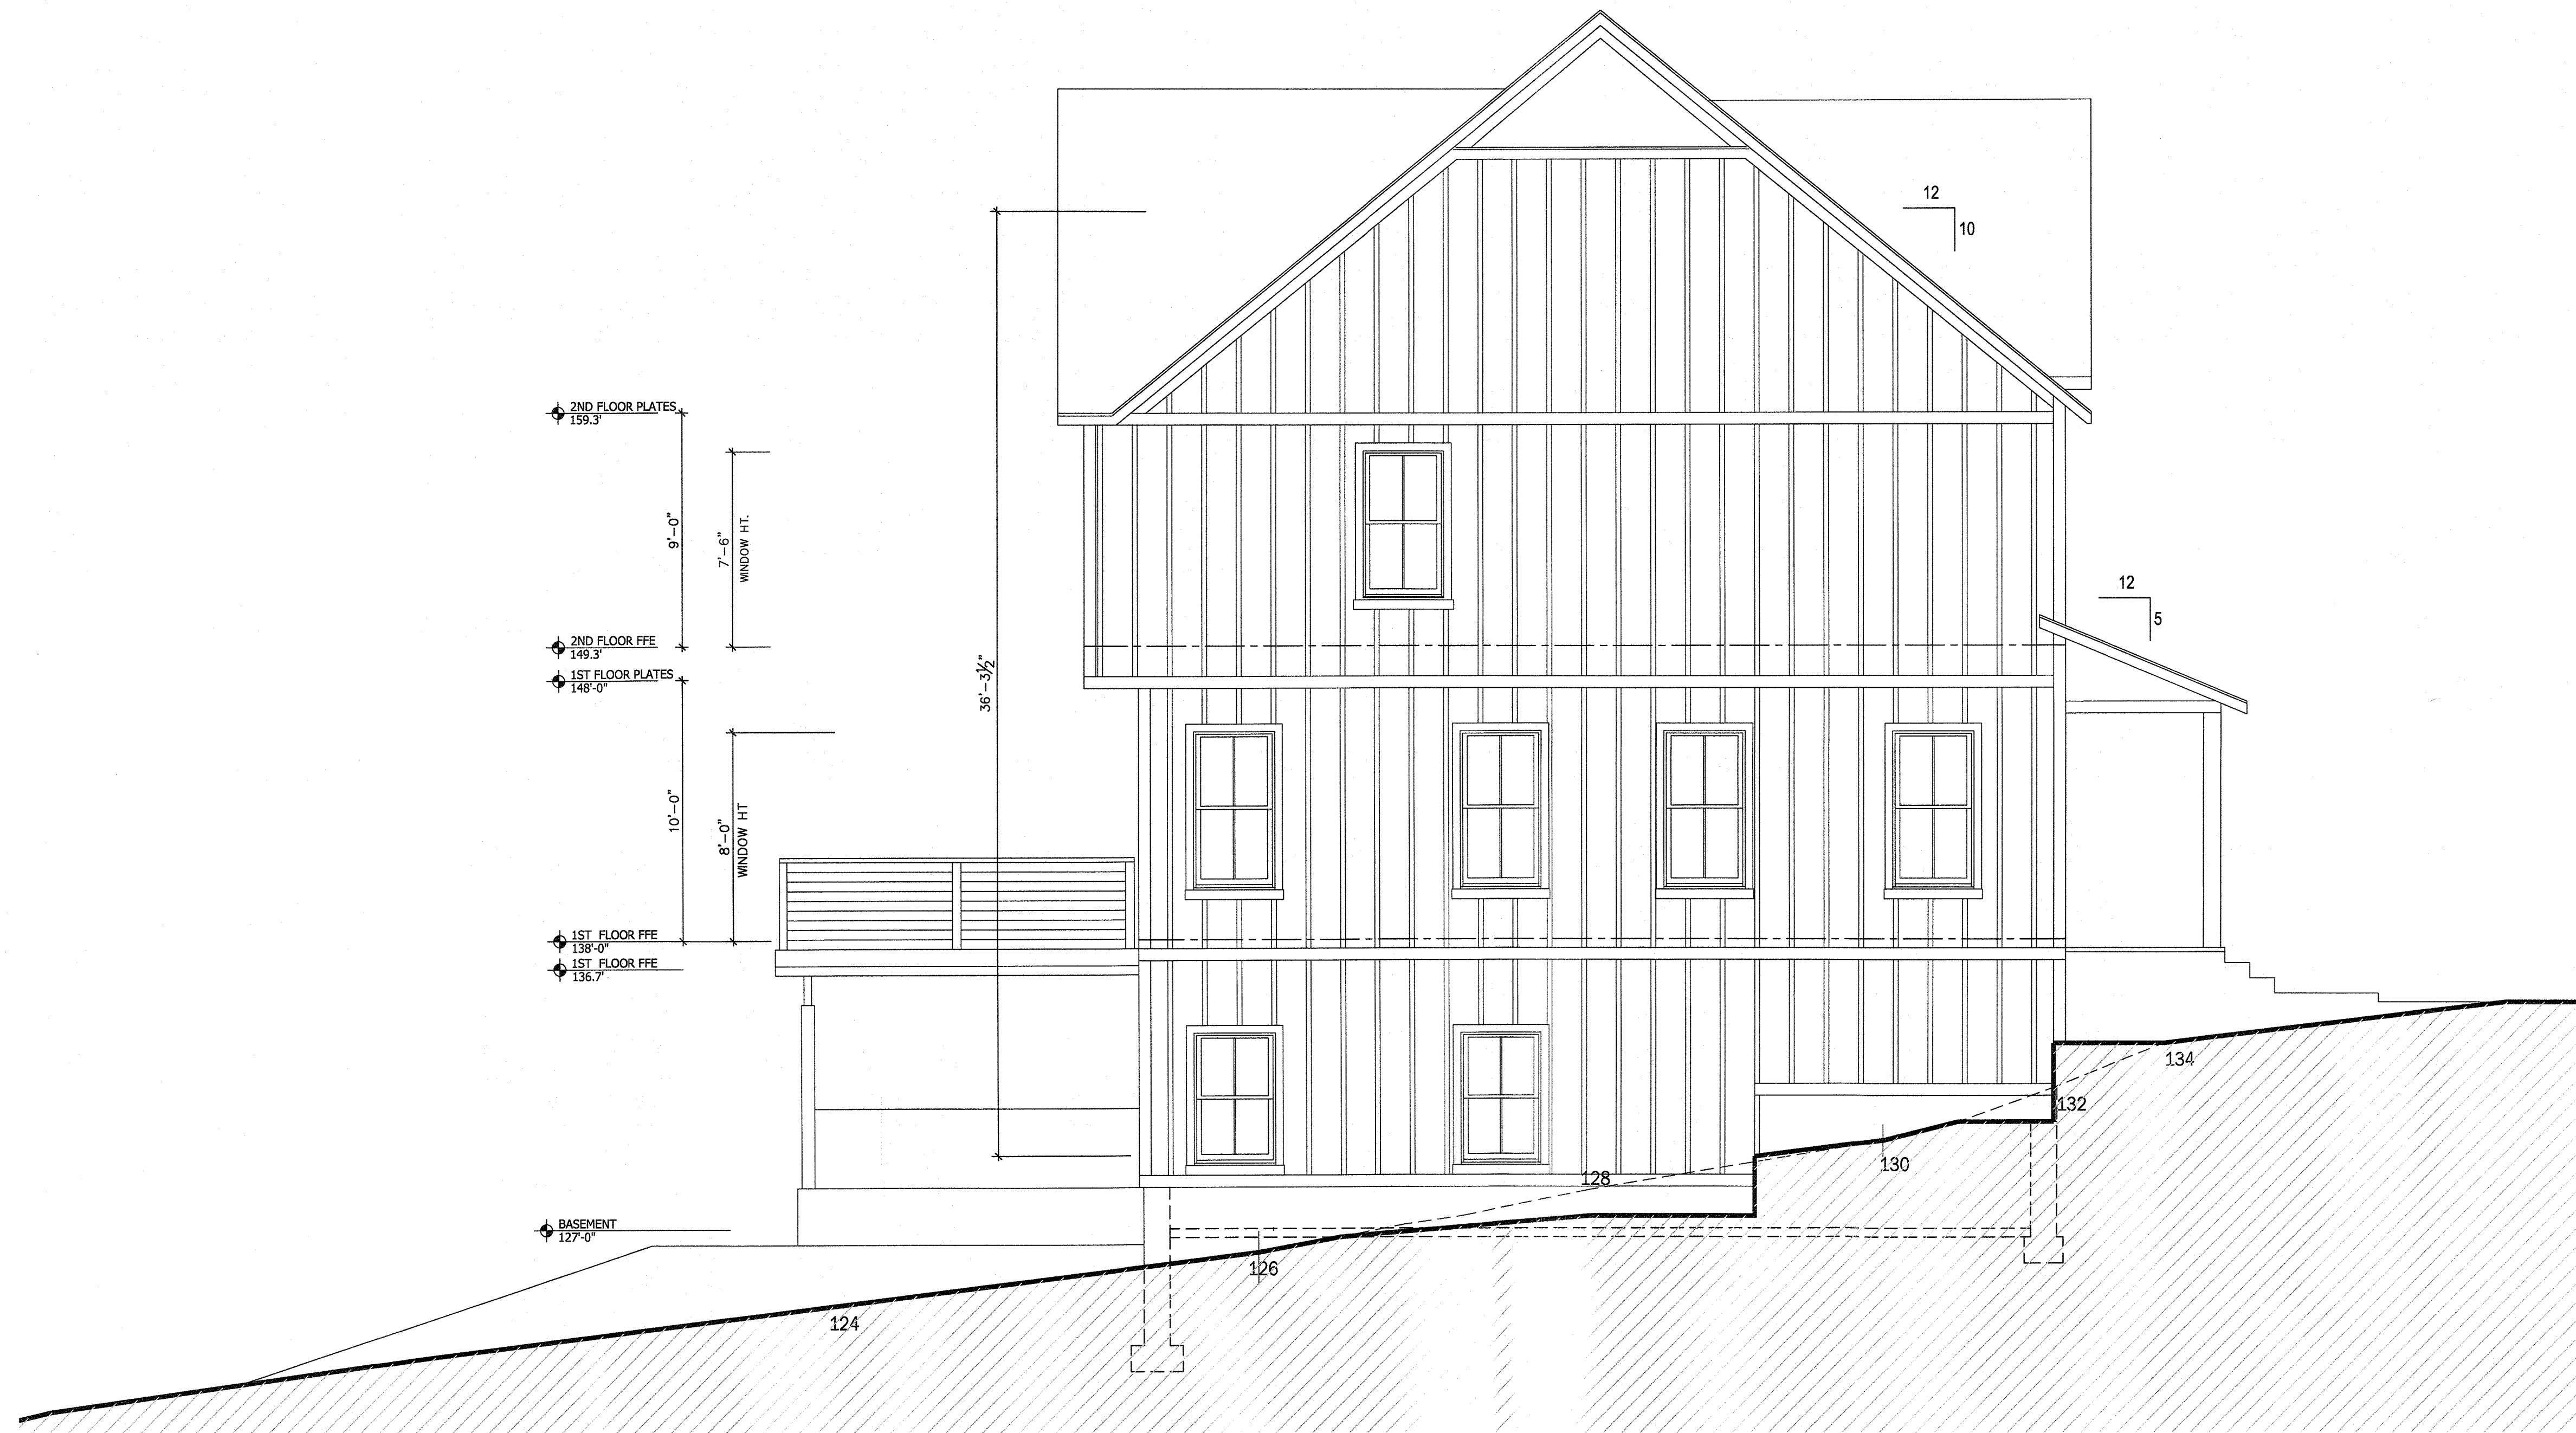 12
10
2ND FLOOR PLATES
159.3'
9'-0"
7'-6"
WINDOW HT.
12
5
2ND FLOOR FFE
149.3'
1ST FLOOR PLATES
148'-0"
36'-3½"
10'-0"
8'-0"
WINDOW HT
1ST FLOOR FFE
138'-0"
1ST FLOOR FFE
136.7'
134
132
130
128
BASEMENT
127'-0"
126
124